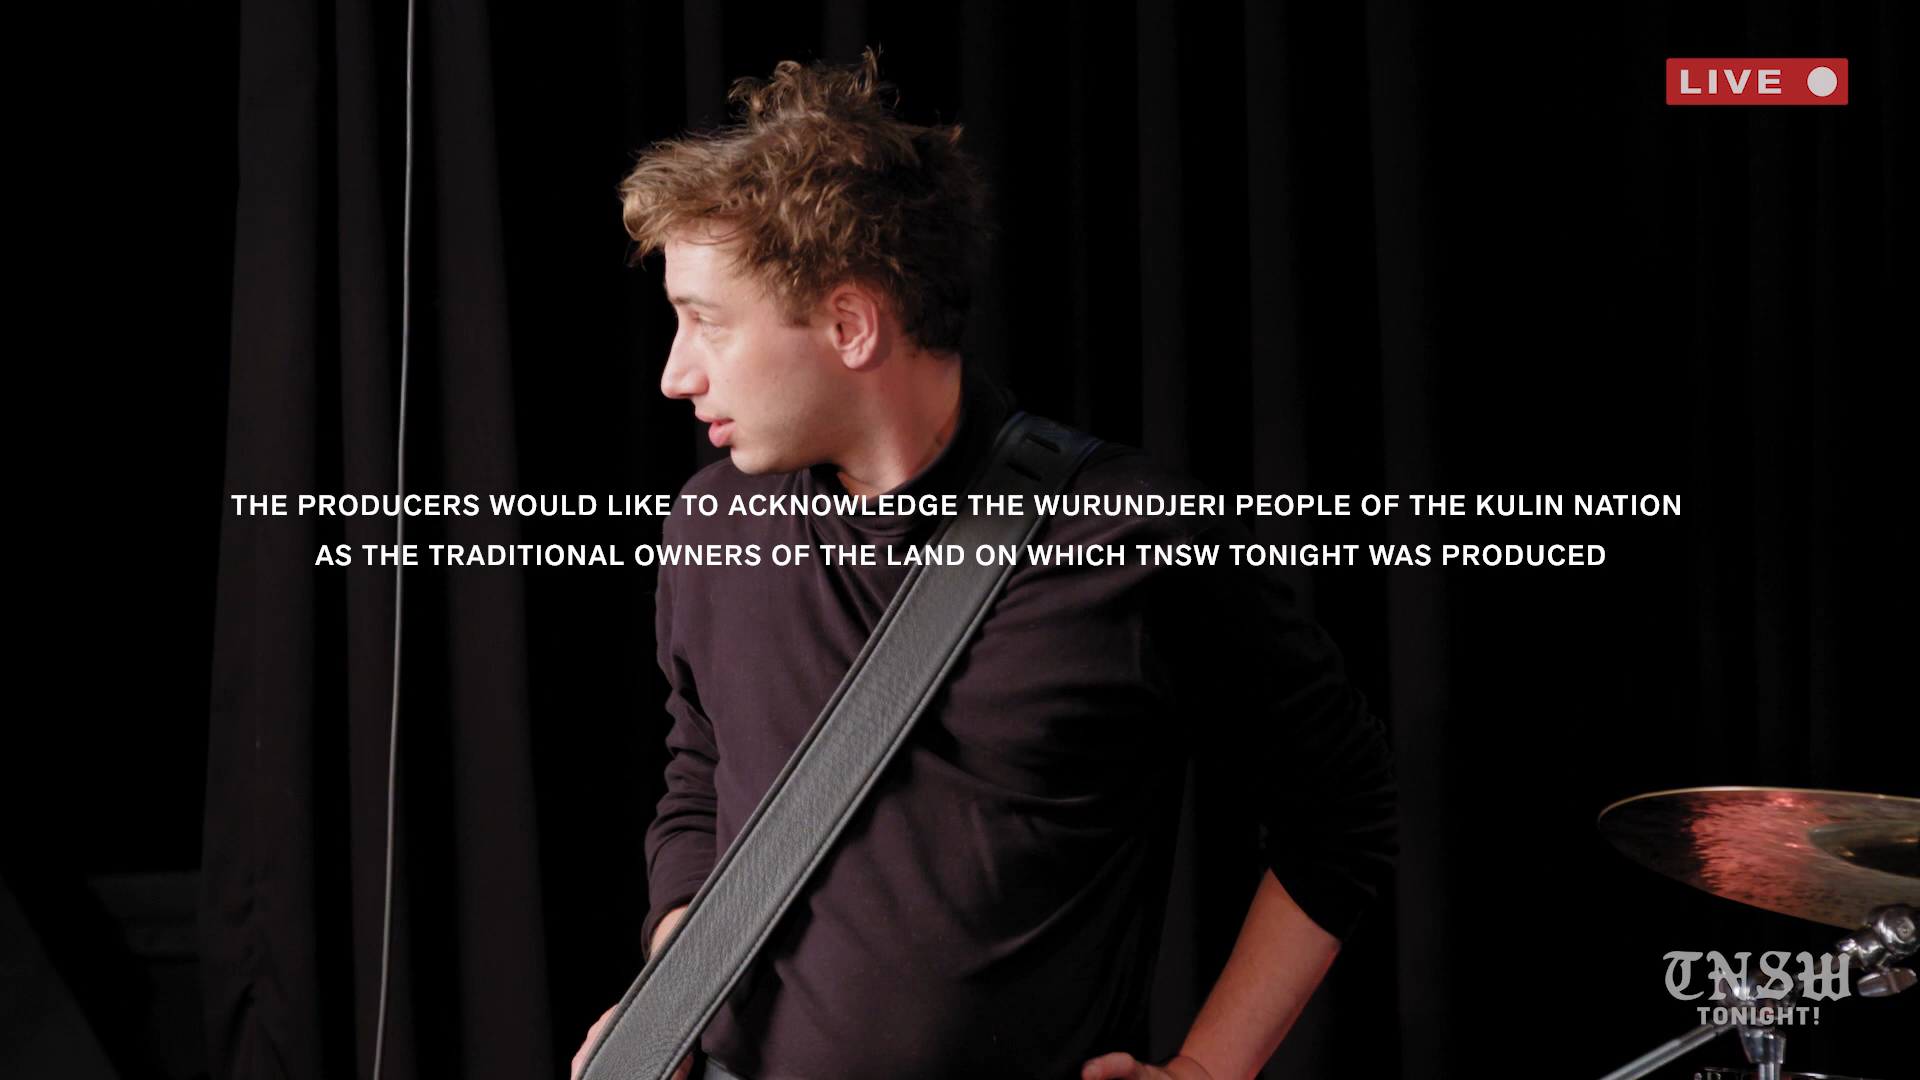 LIVE
THE PRODUCERS WOULD LIKE TO ACKNOWLEDGE THE WURUNDJERI PEOPLE OF THE KULIN NATION
AS THE TRADITIONAL OWNERS OF THE LAND ON WHICH TNSW TONIGHT WAS PRODUCED
TNSW
TONIGHT!